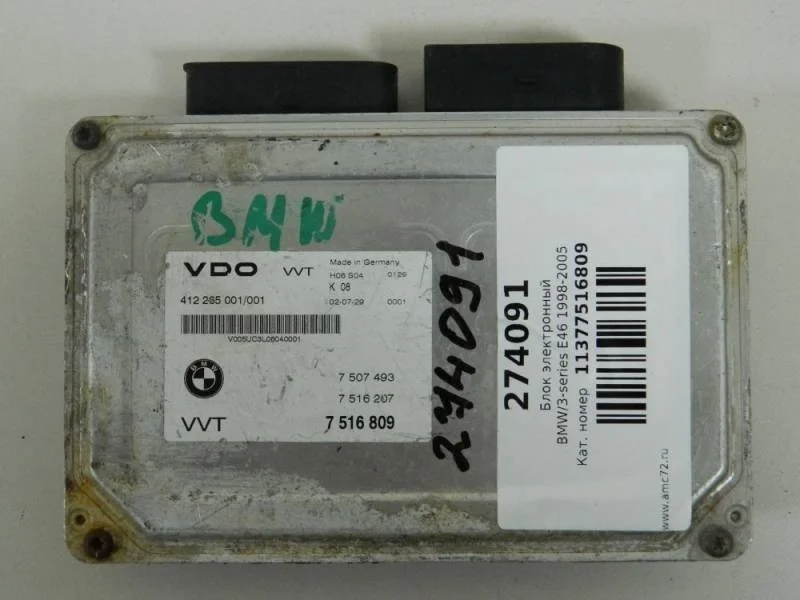 BMW
VDO VVT Made in Germany
H06 S04 0129
K 08
412 265 001/001 02-07-29 0001
V005UC3L06040001
BMW
7 507 493
7 516 207
VVT 7 516 809
274091
274091
Блок электронный
BMW/3-series E46 1998-2005
Кат. номер 11377516809
www.amc72.ru